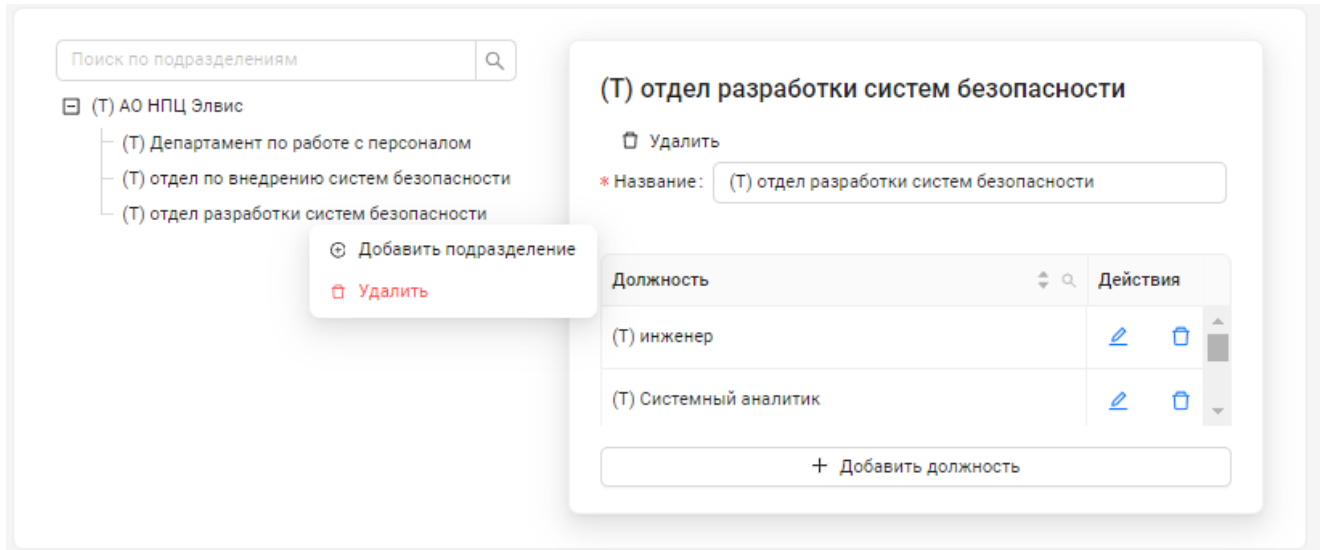 Поиск по подразделениям
(Т) АО НПЦ Элвис
(Т) Департамент по работе с персоналом
(Т) отдел по внедрению систем безопасности
(Т) отдел разработки систем безопасности
Добавить подразделение
Удалить
(Т) отдел разработки систем безопасности
Удалить
* Название: (Т) отдел разработки систем безопасности
Должность Действия
(Т) инженер
(Т) Системный аналитик
+ Добавить должность